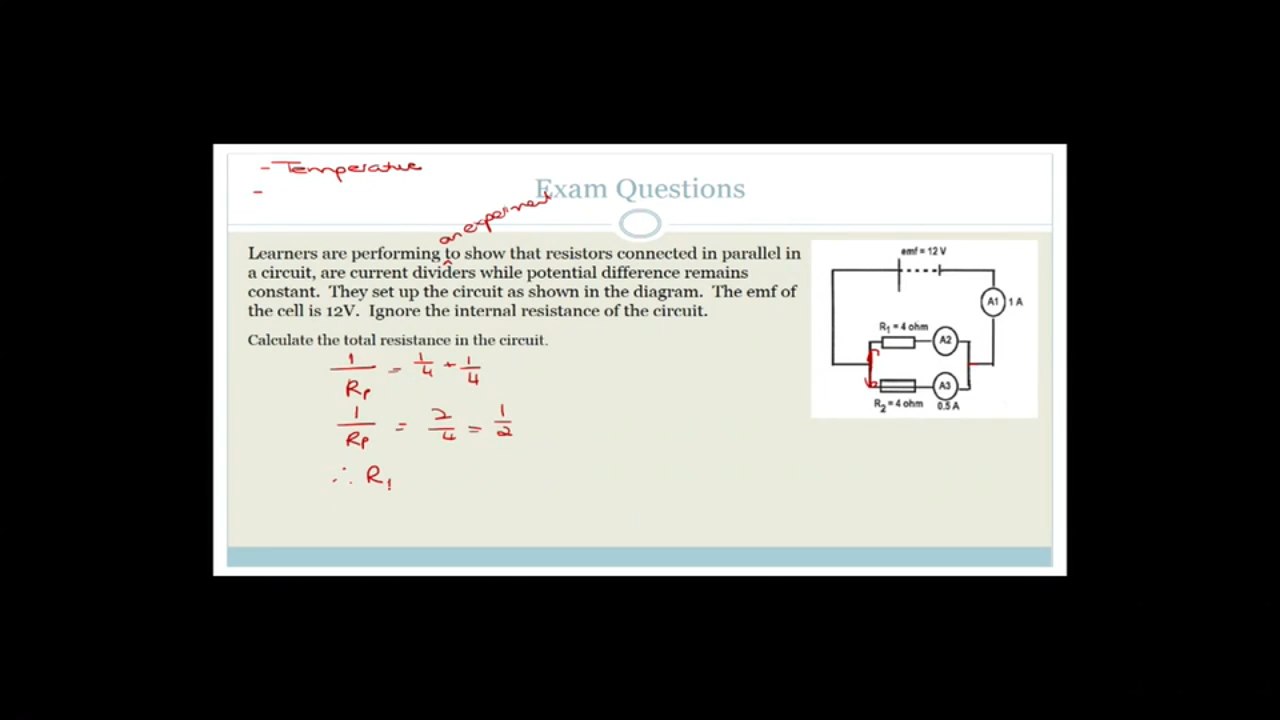 - Temperature
-
Exam Questions
an experiment
Learners are performing to show that resistors connected in parallel in
a circuit, are current dividers while potential difference remains
constant. They set up the circuit as shown in the diagram. The emf of
the cell is 12V. Ignore the internal resistance of the circuit.
Calculate the total resistance in the circuit.
1/Rp = 1/4 + 1/4
1/Rp = 2/4 = 1/2
∴ R
emf = 12 V
A1 1 A
R1 = 4 ohm A2
A3
R2 = 4 ohm 0.5 A